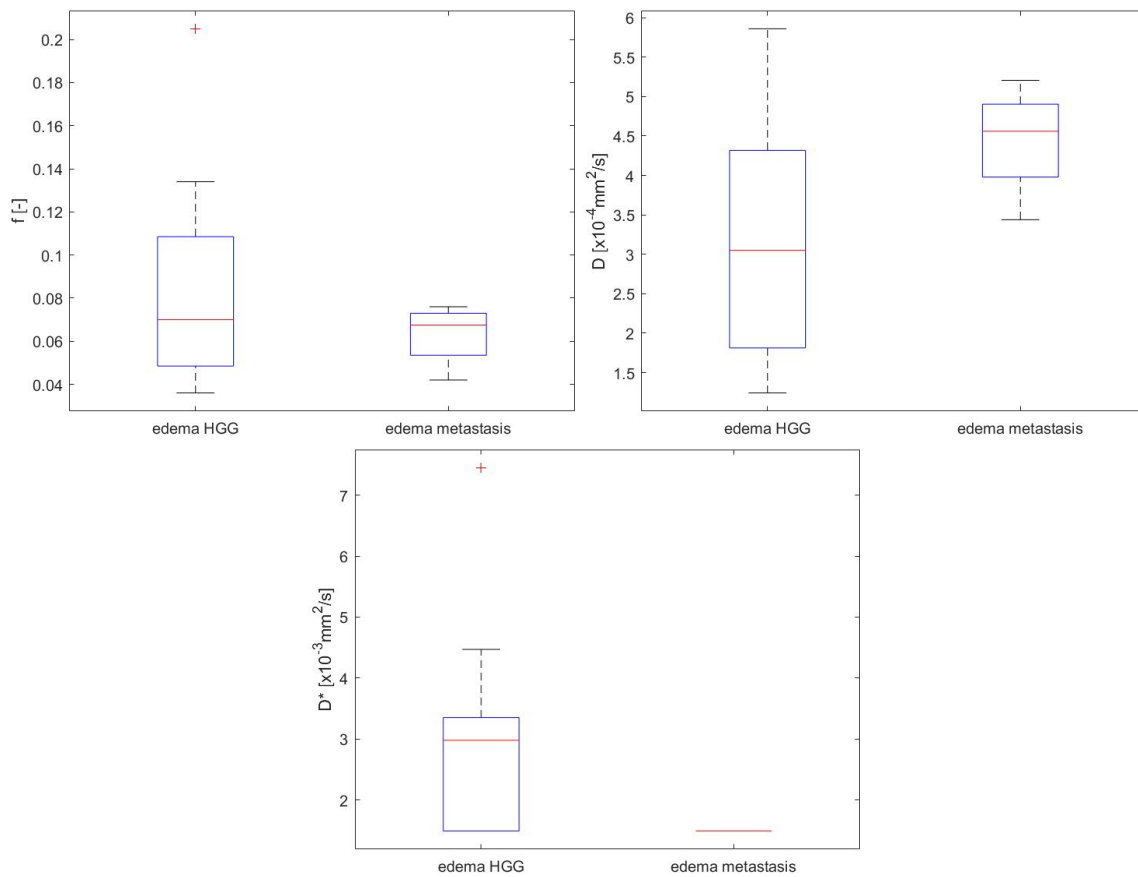 f [-]
0.2
0.18
0.16
0.14
0.12
0.1
0.08
0.06
0.04
edema HGG
edema metastasis
D [x10⁻⁴mm²/s]
6
5.5
5
4.5
4
3.5
3
2.5
2
1.5
edema HGG
edema metastasis
D* [x10⁻³mm²/s]
7
6
5
4
3
2
edema HGG
edema metastasis